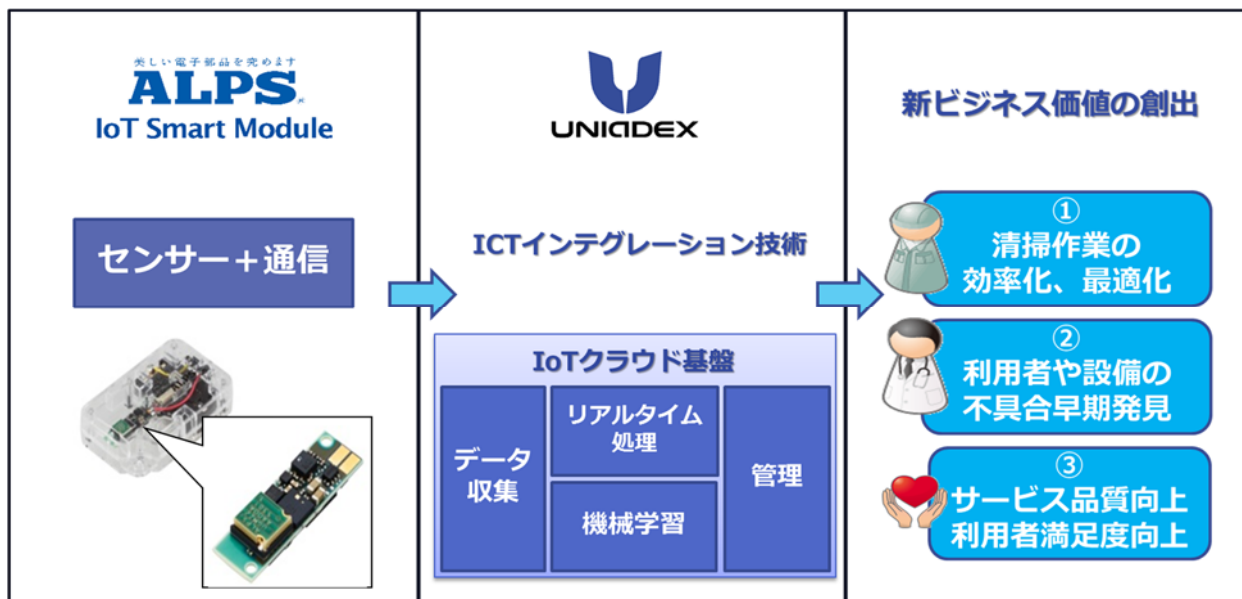 美しい電子部品を究めます
ALPS
IoT Smart Module
センサー＋通信
UNIADEX
ICTインテグレーション技術
IoTクラウド基盤
データ
収集
リアルタイム
処理
機械学習
管理
新ビジネス価値の創出
①
清掃作業の
効率化、最適化
②
利用者や設備の
不具合早期発見
③
サービス品質向上
利用者満足度向上